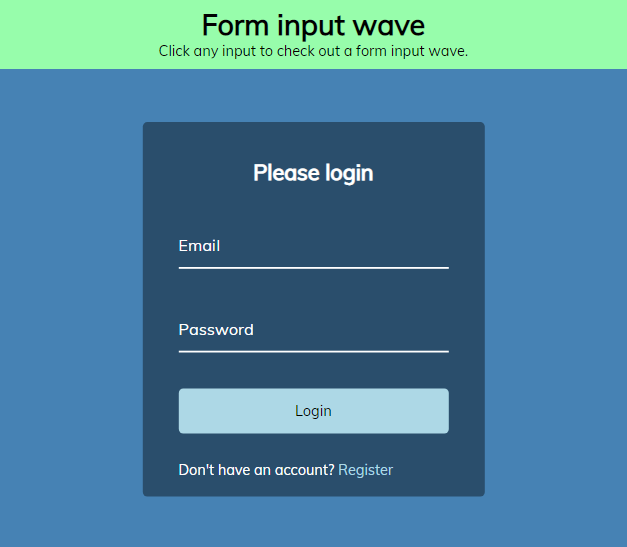 Form input wave
Click any input to check out a form input wave.
Please login
Email
Password
Login
Don't have an account? Register